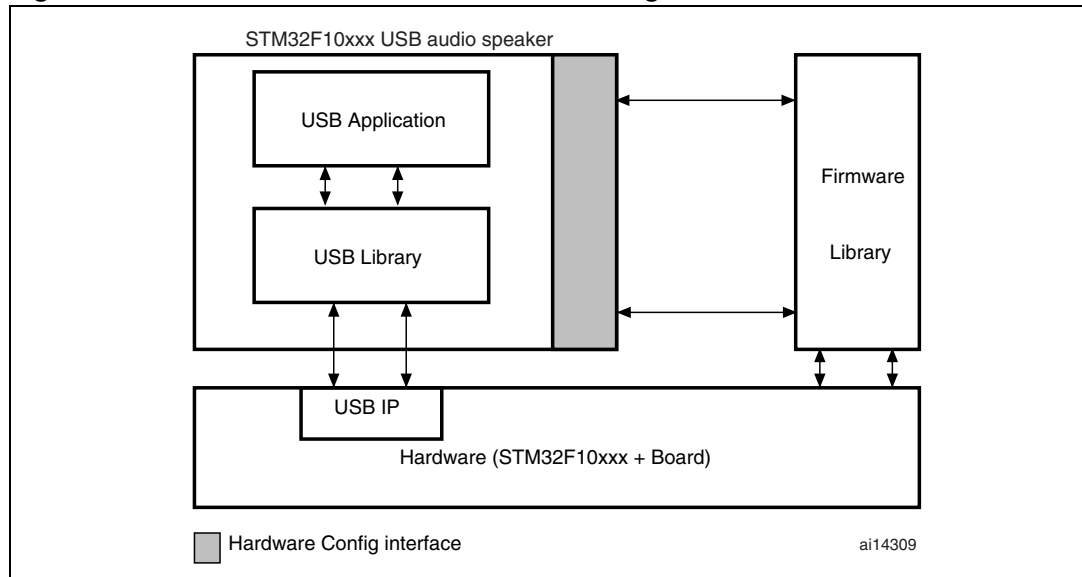 STM32F10xxx USB audio speaker
USB Application
Firmware
USB Library
Library
USB IP
Hardware (STM32F10xxx + Board)
Hardware Config interface
ai14309